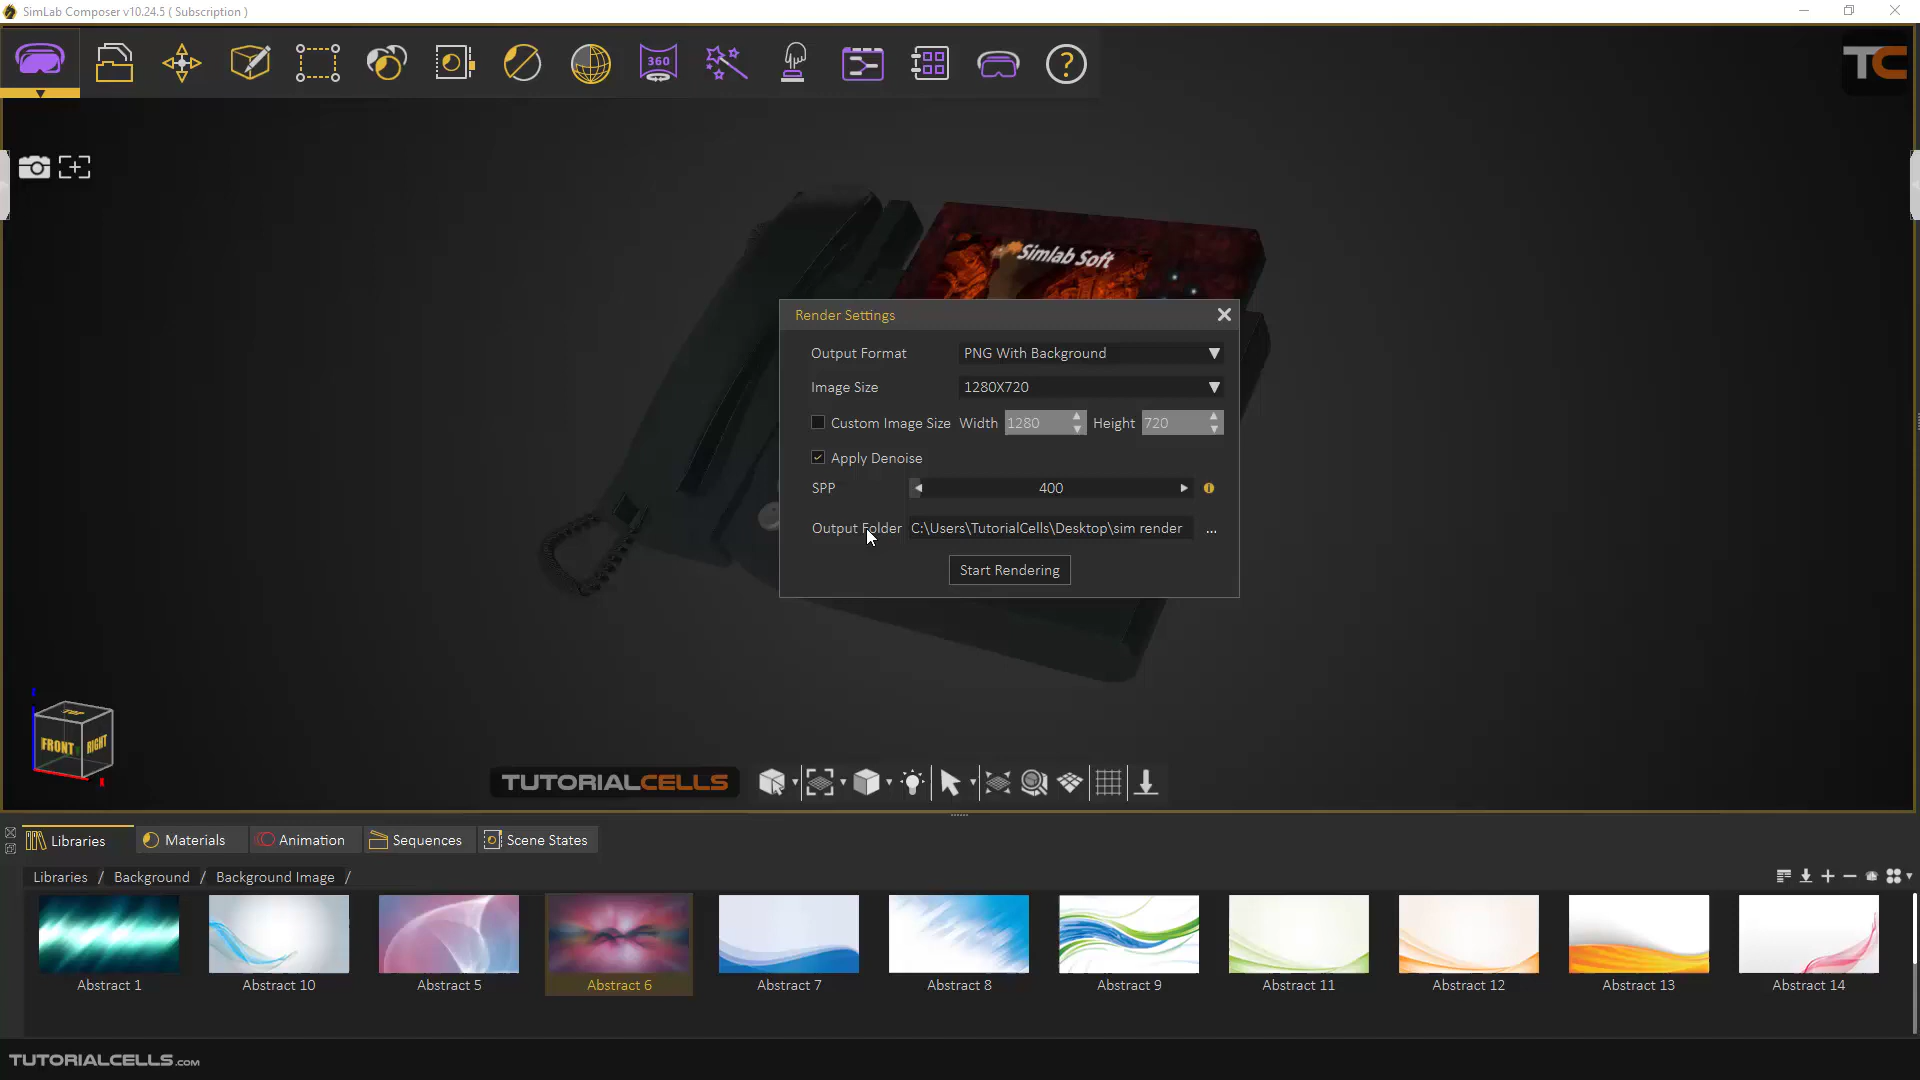 SimLab Composer v10.24.5 ( Subscription )
360
?
TC
Simlab Soft
Render Settings
Output Format PNG With Background
Image Size 1280X720
Custom Image Size Width 1280 Height 720
Apply Denoise
SPP 400
Output Folder C:\Users\TutorialCells\Desktop\sim render ...
Start Rendering
TOP
FRONT RIGHT
TUTORIALCELLS
Libraries Materials Animation Sequences Scene States
Libraries / Background / Background Image /
Abstract 1 Abstract 10 Abstract 5 Abstract 6 Abstract 7 Abstract 8 Abstract 9 Abstract 11 Abstract 12 Abstract 13 Abstract 14
TUTORIALCELLS.com